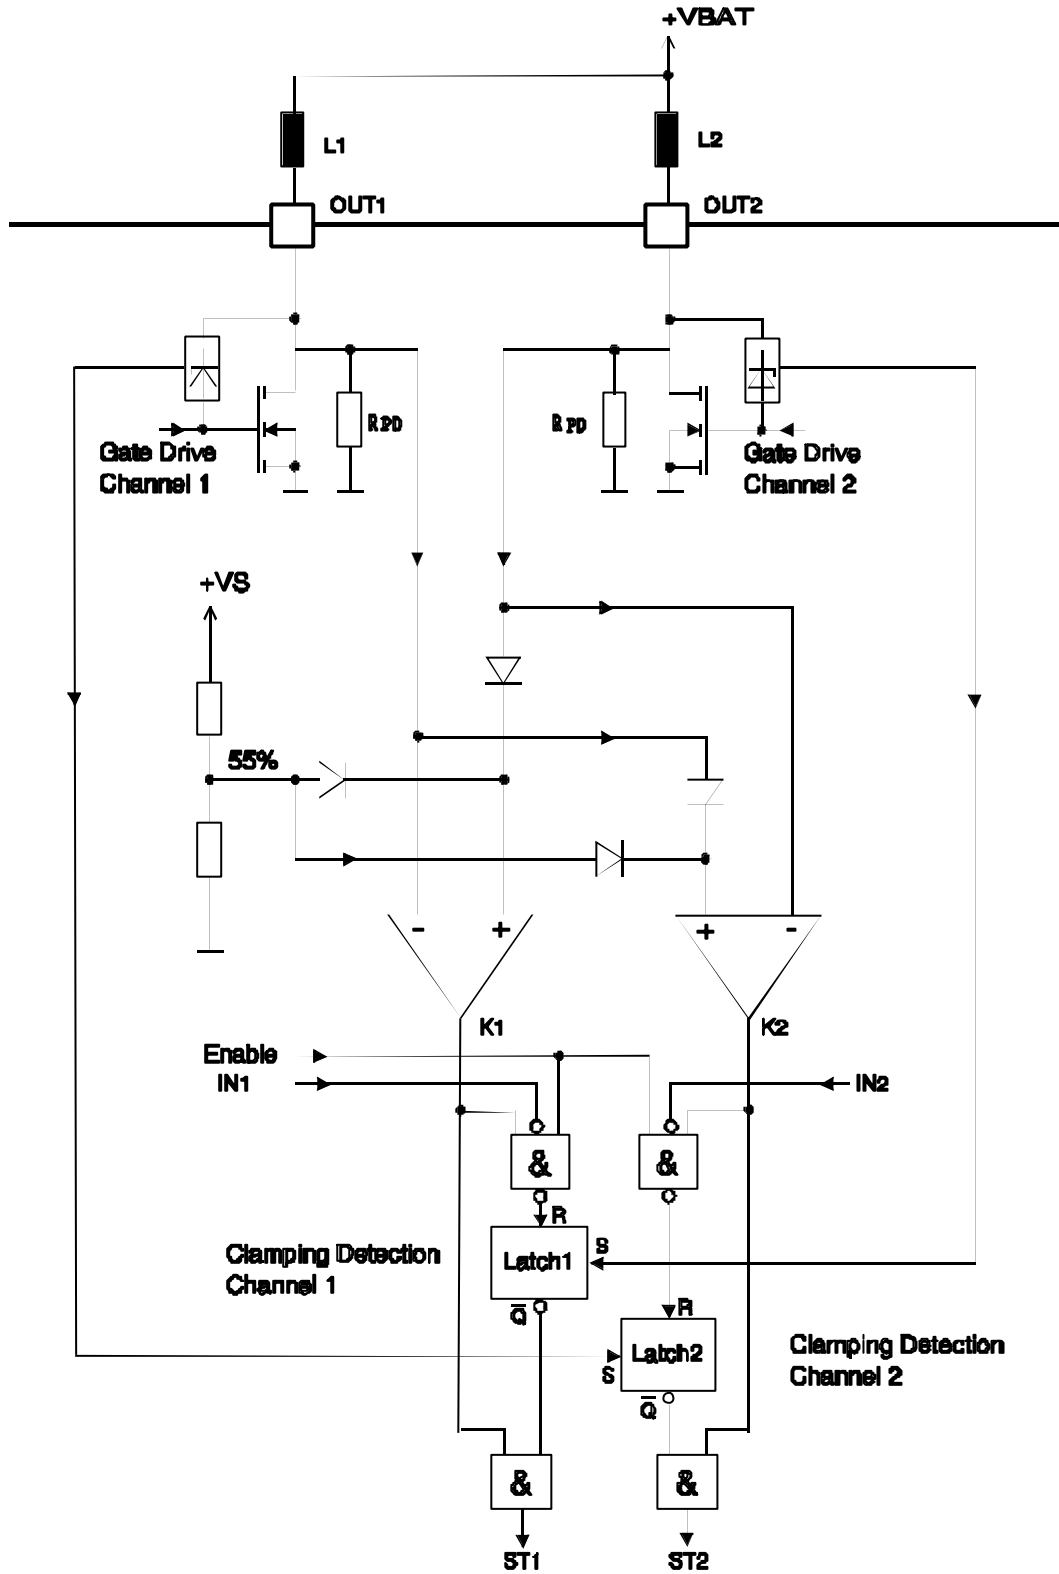 +VBAT
L1
L2
OUT1
OUT2
RPD
RPD
Gate Drive
Channel 1
Gate Drive
Channel 2
+VS
55%
-
+
+
-
K1
K2
Enable
IN1
IN2
&
&
R
Latch1
S
Clamping Detection
Channel 1
Q̅
R
Latch2
S
Clamping Detection
Channel 2
Q̅
&
&
ST1
ST2